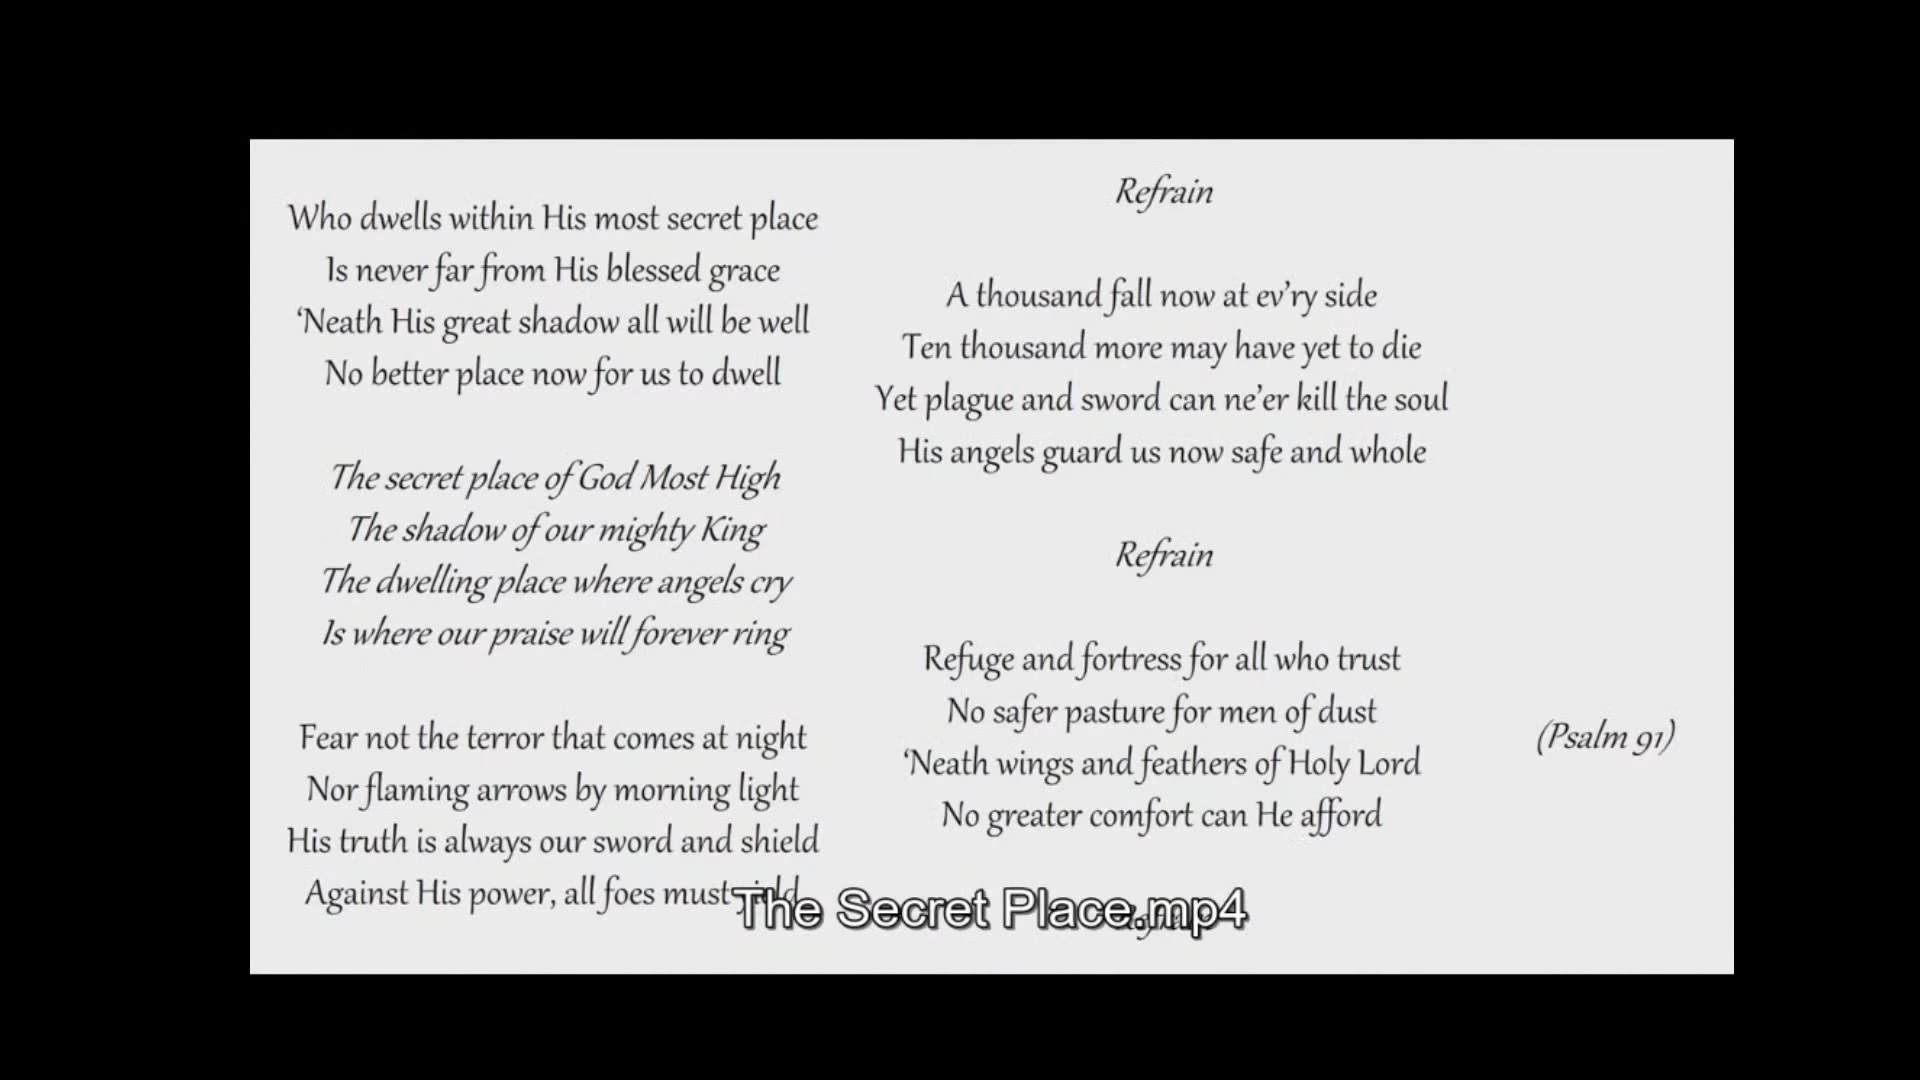 Who dwells within His most secret place
Is never far from His blessed grace
‘Neath His great shadow all will be well
No better place now for us to dwell
The secret place of God Most High
The shadow of our mighty King
The dwelling place where angels cry
Is where our praise will forever ring
Fear not the terror that comes at night
Nor flaming arrows by morning light
His truth is always our sword and shield
Against His power, all foes must
Refrain
A thousand fall now at ev’ry side
Ten thousand more may have yet to die
Yet plague and sword can ne’er kill the soul
His angels guard us now safe and whole
Refrain
Refuge and fortress for all who trust
No safer pasture for men of dust
‘Neath wings and feathers of Holy Lord
No greater comfort can He afford
(Psalm 91)
The Secret Place.mp4